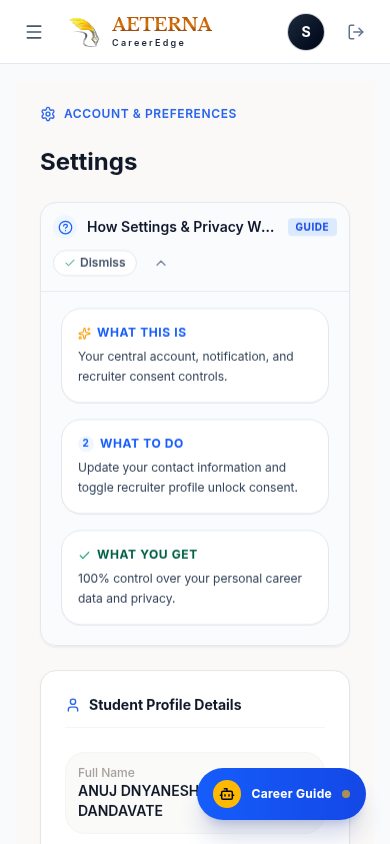 AETERNA
CareerEdge
S
ACCOUNT & PREFERENCES
Settings
How Settings & Privacy W...
GUIDE
Dismiss
WHAT THIS IS
Your central account, notification, and
recruiter consent controls.
2 WHAT TO DO
Update your contact information and
toggle recruiter profile unlock consent.
WHAT YOU GET
100% control over your personal career
data and privacy.
Student Profile Details
Full Name
ANUJ DNYANESH
DANDAVATE
Career Guide